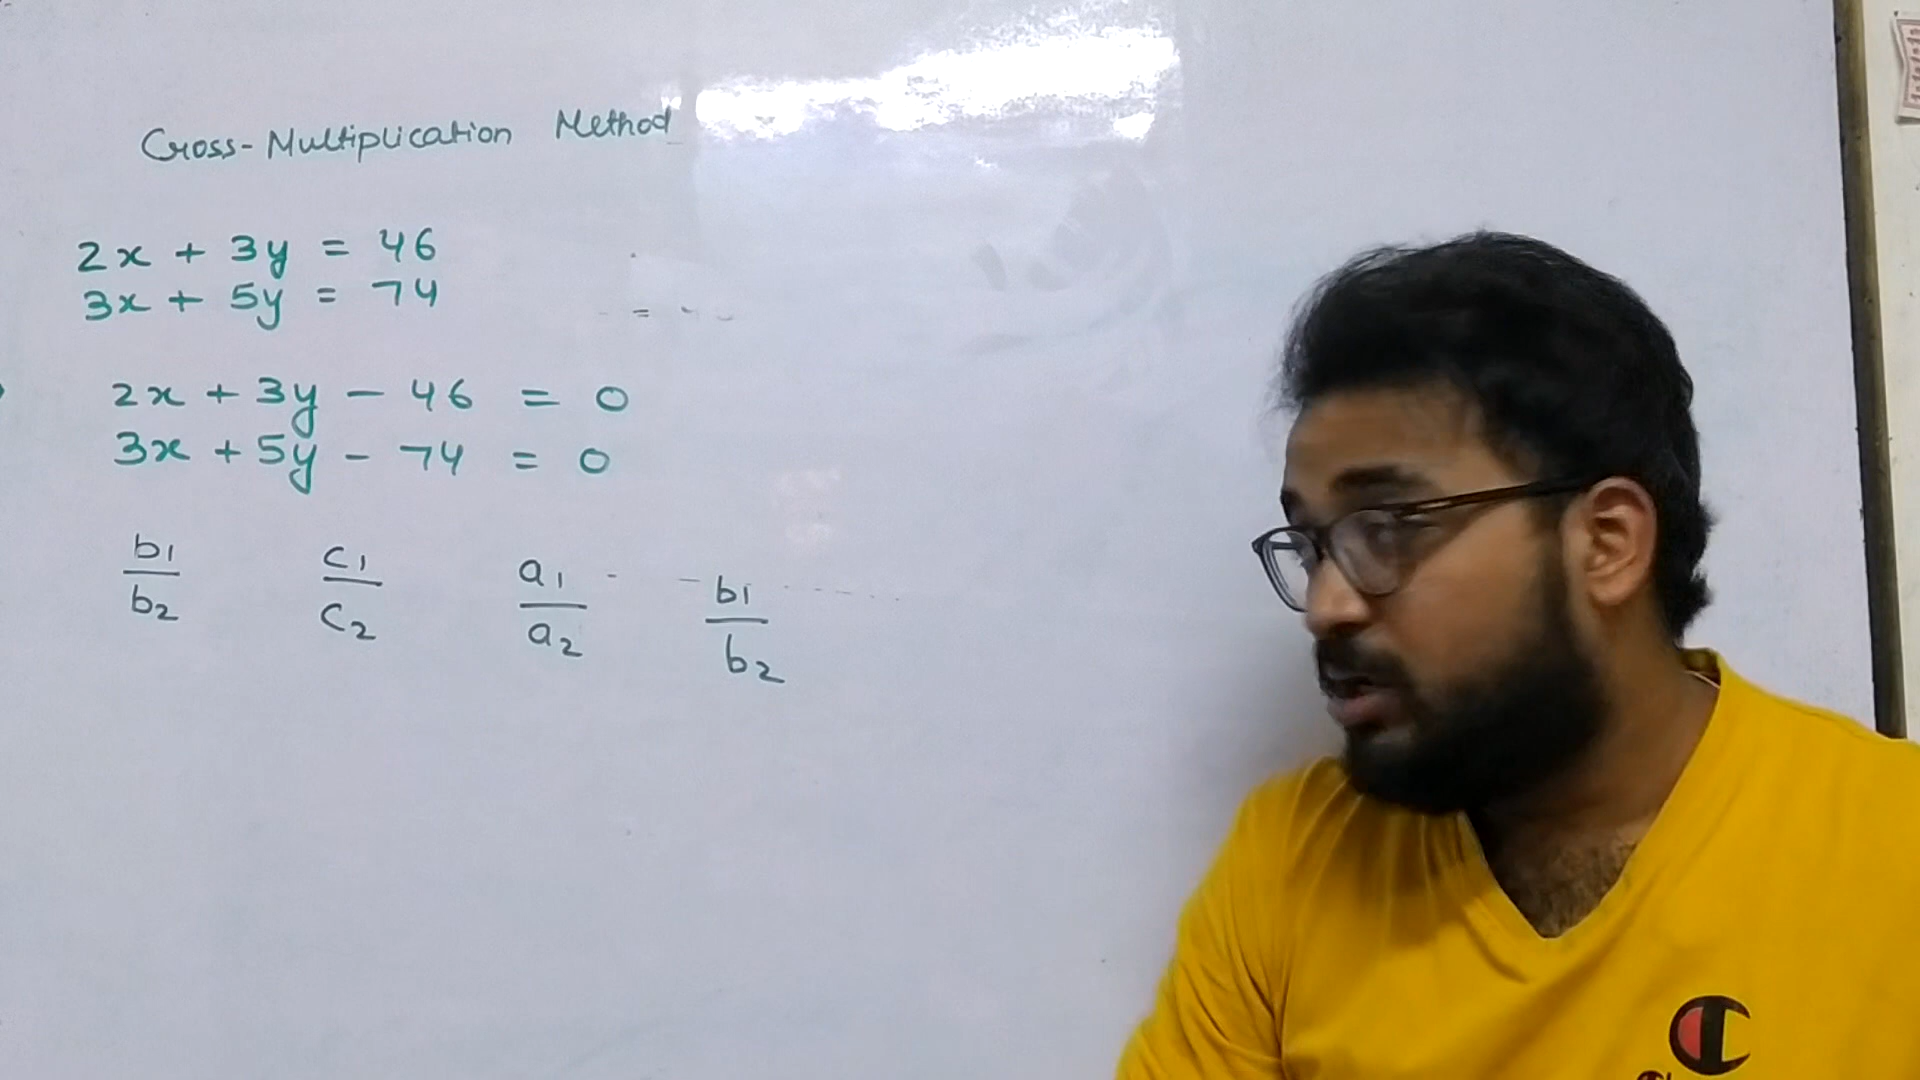 Cross-Multiplication Method
2x + 3y = 46
3x + 5y = 74
2x + 3y - 46 = 0
3x + 5y - 74 = 0
b1 c1 a1 b1
b2 c2 a2 b2